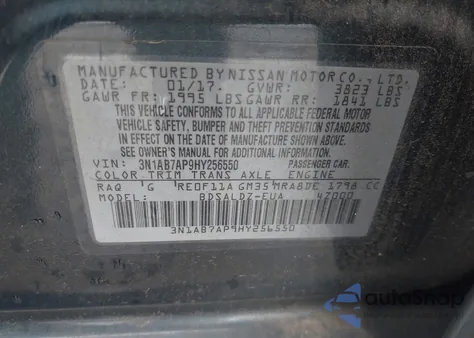 MANUFACTURED BY NISSAN MOTOR CO., LTD.
DATE: 01/17. GVWR: 3823 LBS
GAWR FR: 1995 LBS GAWR RR: 1841 LBS
THIS VEHICLE CONFORMS TO ALL APPLICABLE FEDERAL MOTOR
VEHICLE SAFETY, BUMPER AND THEFT PREVENTION STANDARDS
IN EFFECT ON THE DATE OF MANUFACTURE SHOWN ABOVE.
SEE OWNER'S MANUAL FOR ADDITIONAL INFORMATION.
VIN: 3N1AB7AP9HY256550 PASSENGER CAR.
COLOR TRIM TRANS AXLE ENGINE
RAQ G RE0F11A GM35 MRA8DE 1798 CC
MODEL: BDSALDZ-EUA 4Z000
3N1AB7AP9HY256550
autoSnap